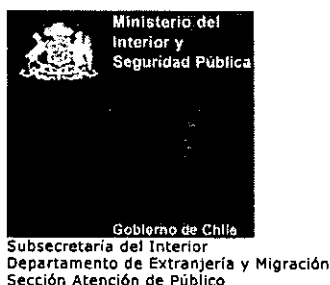 Ministerio del
Interior y
Seguridad Pública
Gobierno de Chile
Subsecretaría del Interior
Departamento de Extranjería y Migración
Sección Atención de Público